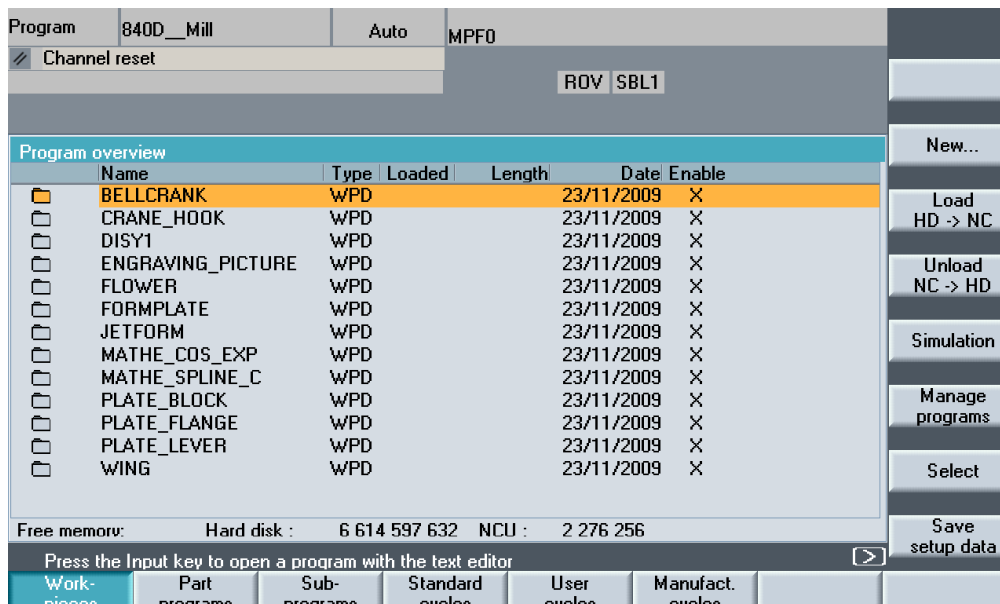 Program 840D__Mill Auto MPF0
Channel reset
ROV SBL1
Program overview
Name Type Loaded Length Date Enable
BELLCRANK WPD 23/11/2009 X
CRANE_HOOK WPD 23/11/2009 X
DISY1 WPD 23/11/2009 X
ENGRAVING_PICTURE WPD 23/11/2009 X
FLOWER WPD 23/11/2009 X
FORMPLATE WPD 23/11/2009 X
JETFORM WPD 23/11/2009 X
MATHE_COS_EXP WPD 23/11/2009 X
MATHE_SPLINE_C WPD 23/11/2009 X
PLATE_BLOCK WPD 23/11/2009 X
PLATE_FLANGE WPD 23/11/2009 X
PLATE_LEVER WPD 23/11/2009 X
WING WPD 23/11/2009 X
Free memory: Hard disk : 6 614 597 632 NCU : 2 276 256
Press the Input key to open a program with the text editor
New...
Load
HD -> NC
Unload
NC -> HD
Simulation
Manage
programs
Select
Save
setup data
Work- Part Sub- Standard User Manufact.
pieces programs programs cycles cycles cycles